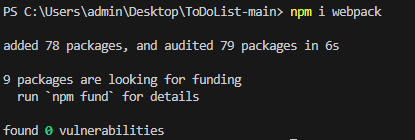 PS C:\Users\admin\Desktop\ToDoList-main> npm i webpack
added 78 packages, and audited 79 packages in 6s
9 packages are looking for funding
run `npm fund` for details
found 0 vulnerabilities